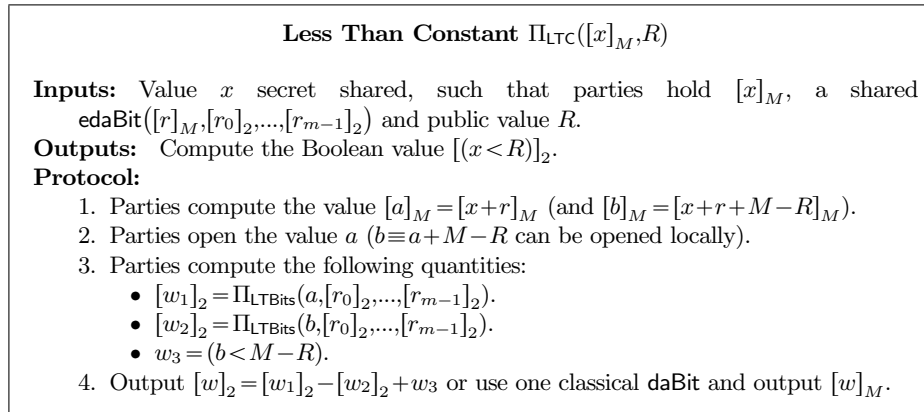 Less Than Constant Π_LTC([x]_M,R)
Inputs: Value x secret shared, such that parties hold [x]_M, a shared
edaBit([r]_M,[r_0]_2,...,[r_{m−1}]_2) and public value R.
Outputs: Compute the Boolean value [(x<R)]_2.
Protocol:
1. Parties compute the value [a]_M=[x+r]_M (and [b]_M=[x+r+M−R]_M).
2. Parties open the value a (b≡a+M−R can be opened locally).
3. Parties compute the following quantities:
• [w_1]_2=Π_LTBits(a,[r_0]_2,...,[r_{m−1}]_2).
• [w_2]_2=Π_LTBits(b,[r_0]_2,...,[r_{m−1}]_2).
• w_3=(b<M−R).
4. Output [w]_2=[w_1]_2−[w_2]_2+w_3 or use one classical daBit and output [w]_M.